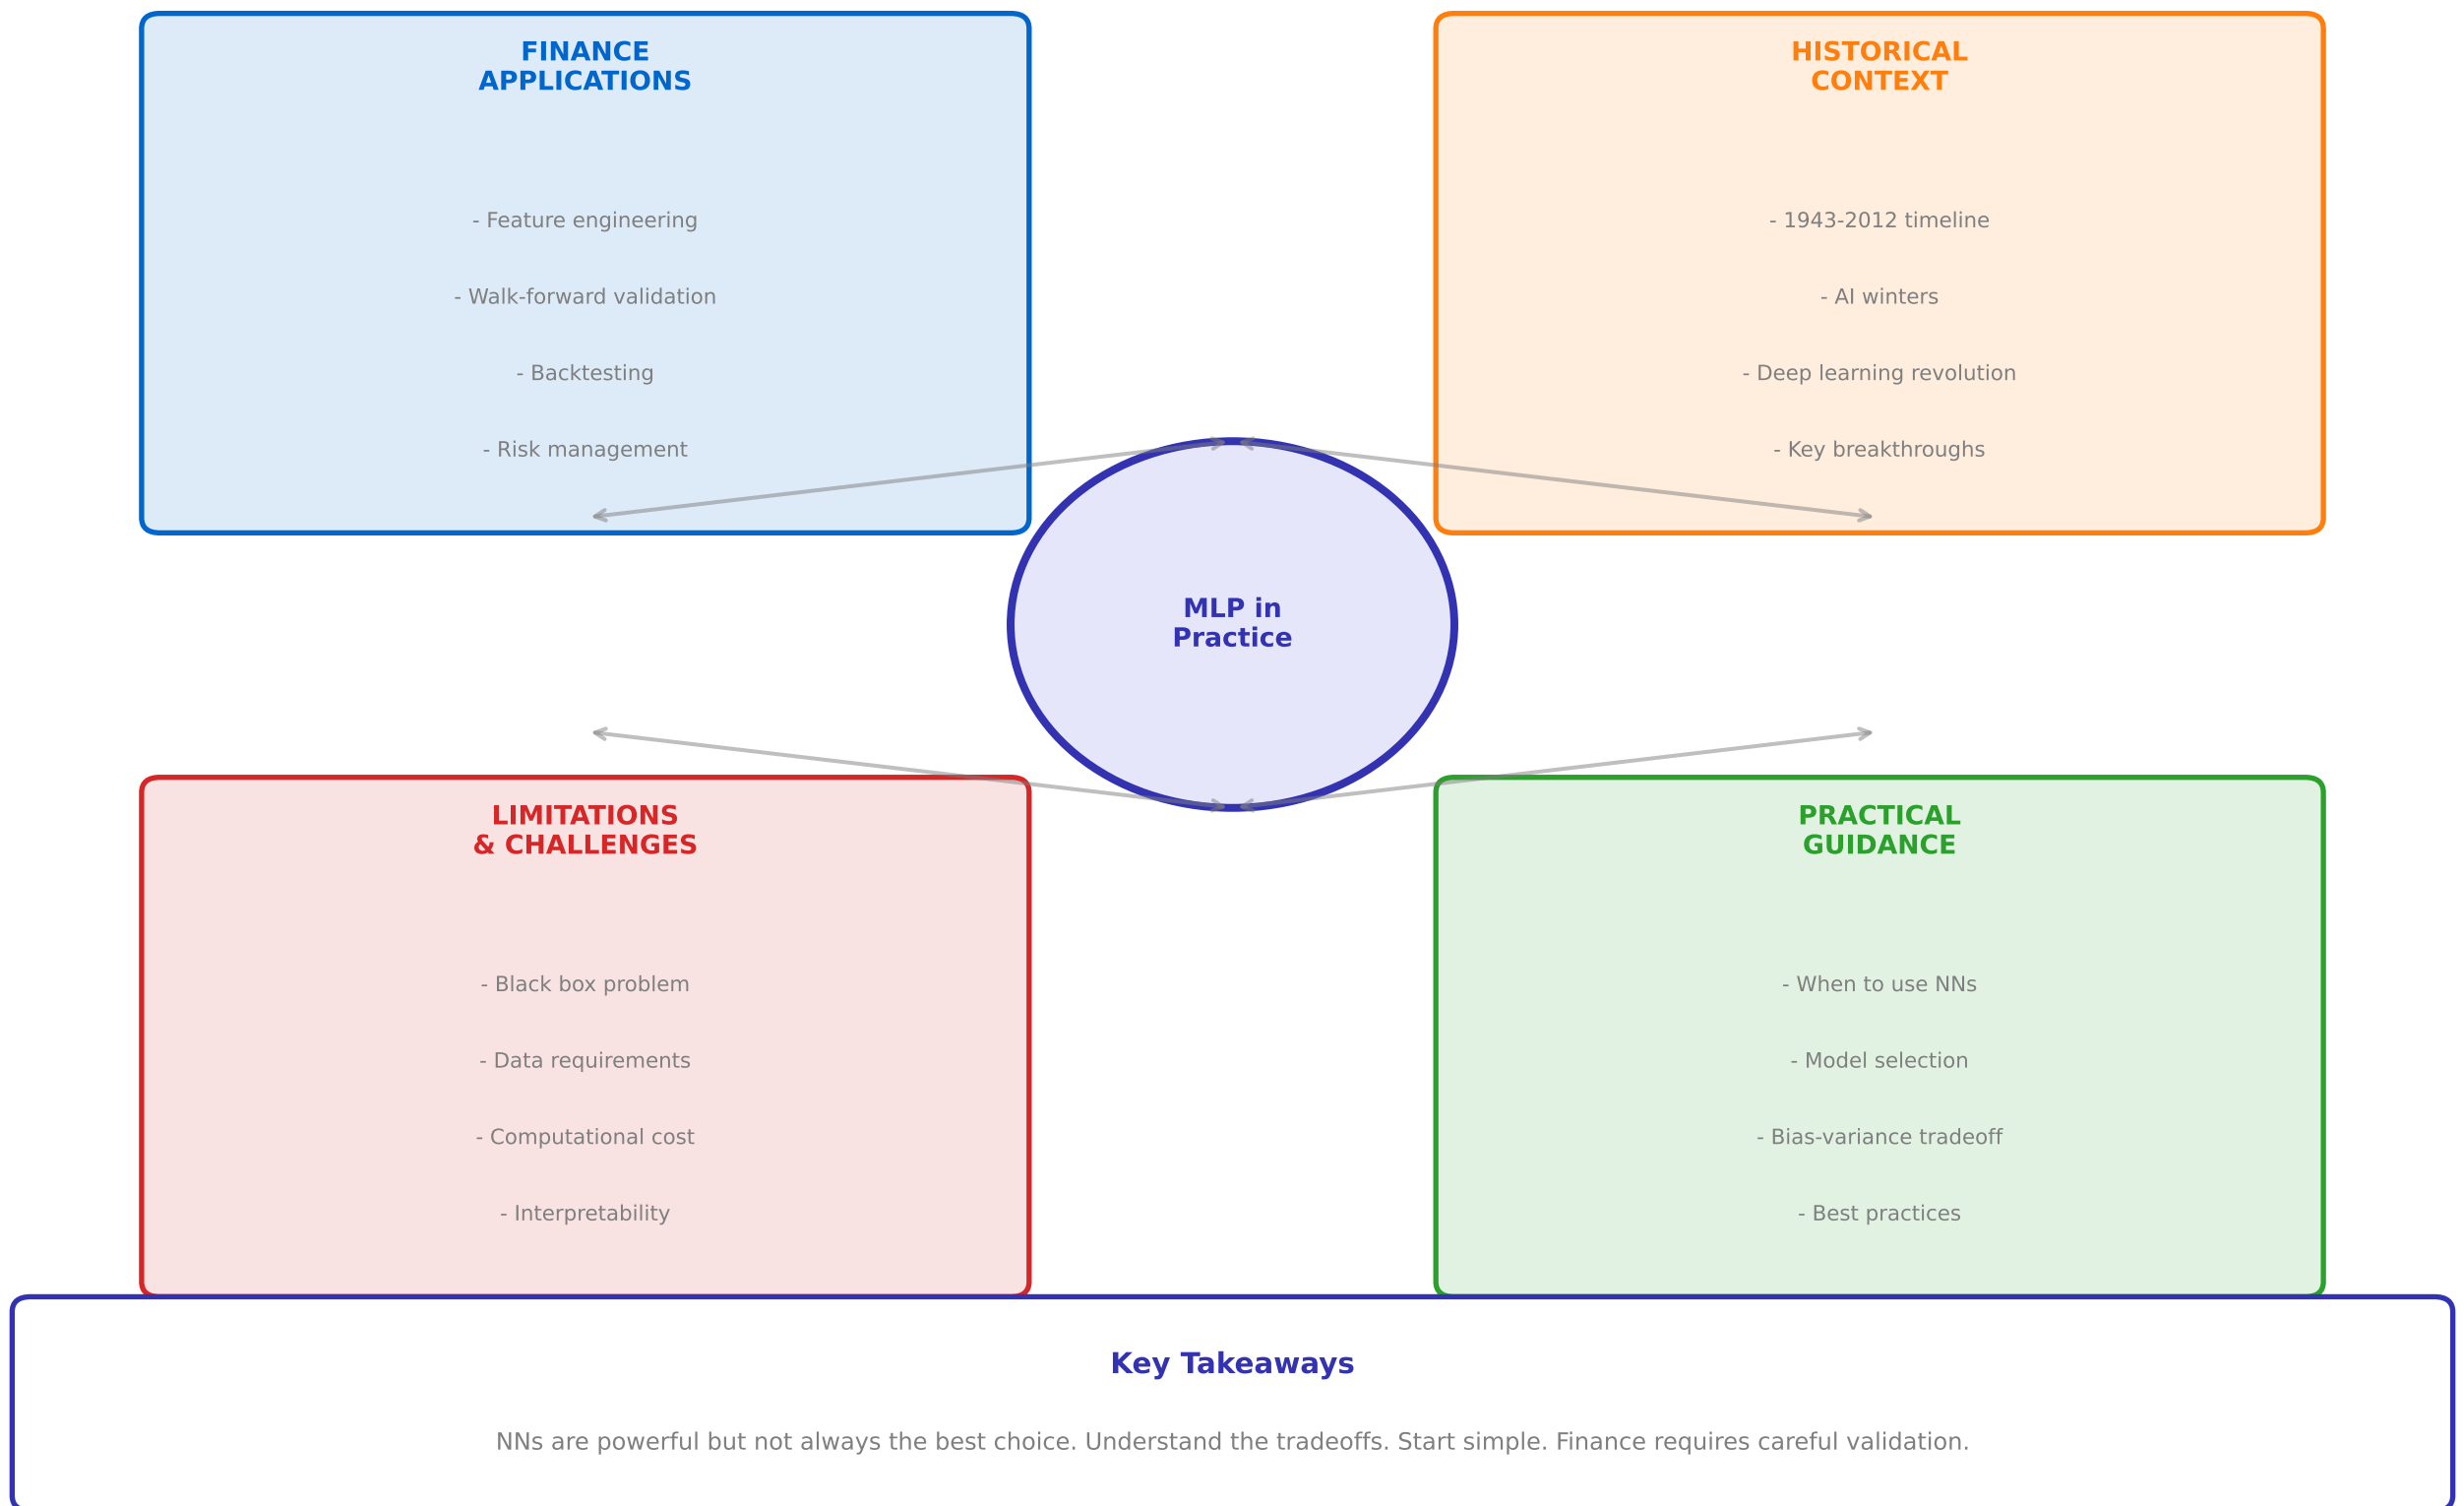 FINANCE
APPLICATIONS
- Feature engineering
- Walk-forward validation
- Backtesting
- Risk management
HISTORICAL
CONTEXT
- 1943-2012 timeline
- AI winters
- Deep learning revolution
- Key breakthroughs
MLP in
Practice
LIMITATIONS
& CHALLENGES
- Black box problem
- Data requirements
- Computational cost
- Interpretability
PRACTICAL
GUIDANCE
- When to use NNs
- Model selection
- Bias-variance tradeoff
- Best practices
Key Takeaways
NNs are powerful but not always the best choice. Understand the tradeoffs. Start simple. Finance requires careful validation.